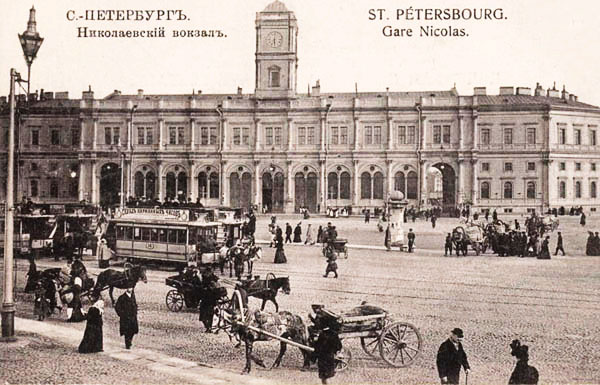 С.-ПЕТЕРБУРГЪ.
Николаевскій вокзалъ.
ST. PÉTERSBOURG.
Gare Nicolas.